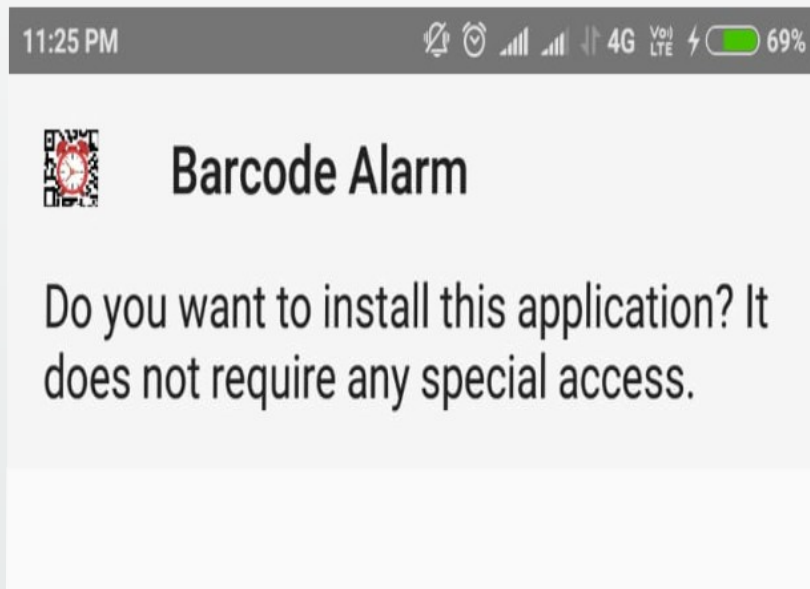 11:25 PM 4G VoD LTE 69%
Barcode Alarm
Do you want to install this application? It
does not require any special access.